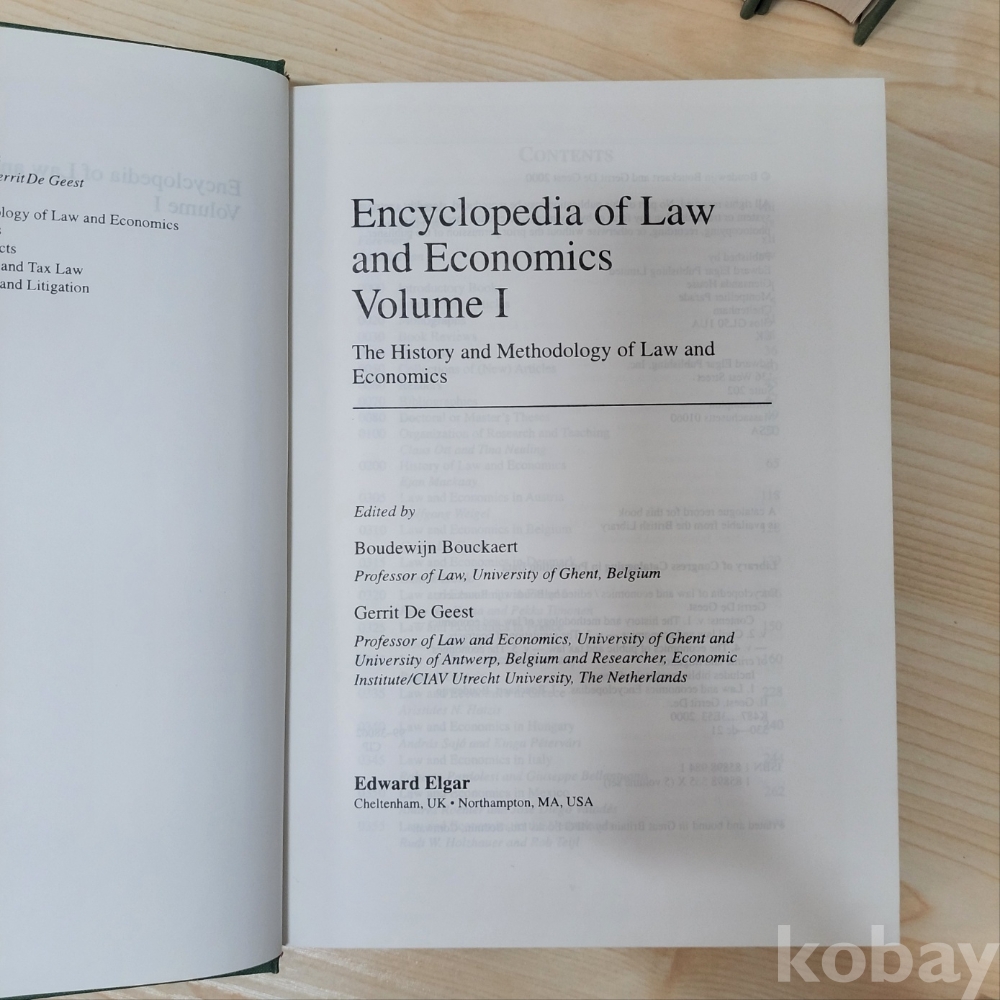 Gerrit De Geest
of Law and Economics
and Tax Law
and Litigation
Encyclopedia of Law
and Economics
Volume I
The History and Methodology of Law and
Economics
Edited by
Boudewijn Bouckaert
Professor of Law, University of Ghent, Belgium
Gerrit De Geest
Professor of Law and Economics, University of Ghent and
University of Antwerp, Belgium and Researcher, Economic
Institute/CIAV Utrecht University, The Netherlands
Edward Elgar
Cheltenham, UK • Northampton, MA, USA
kobay